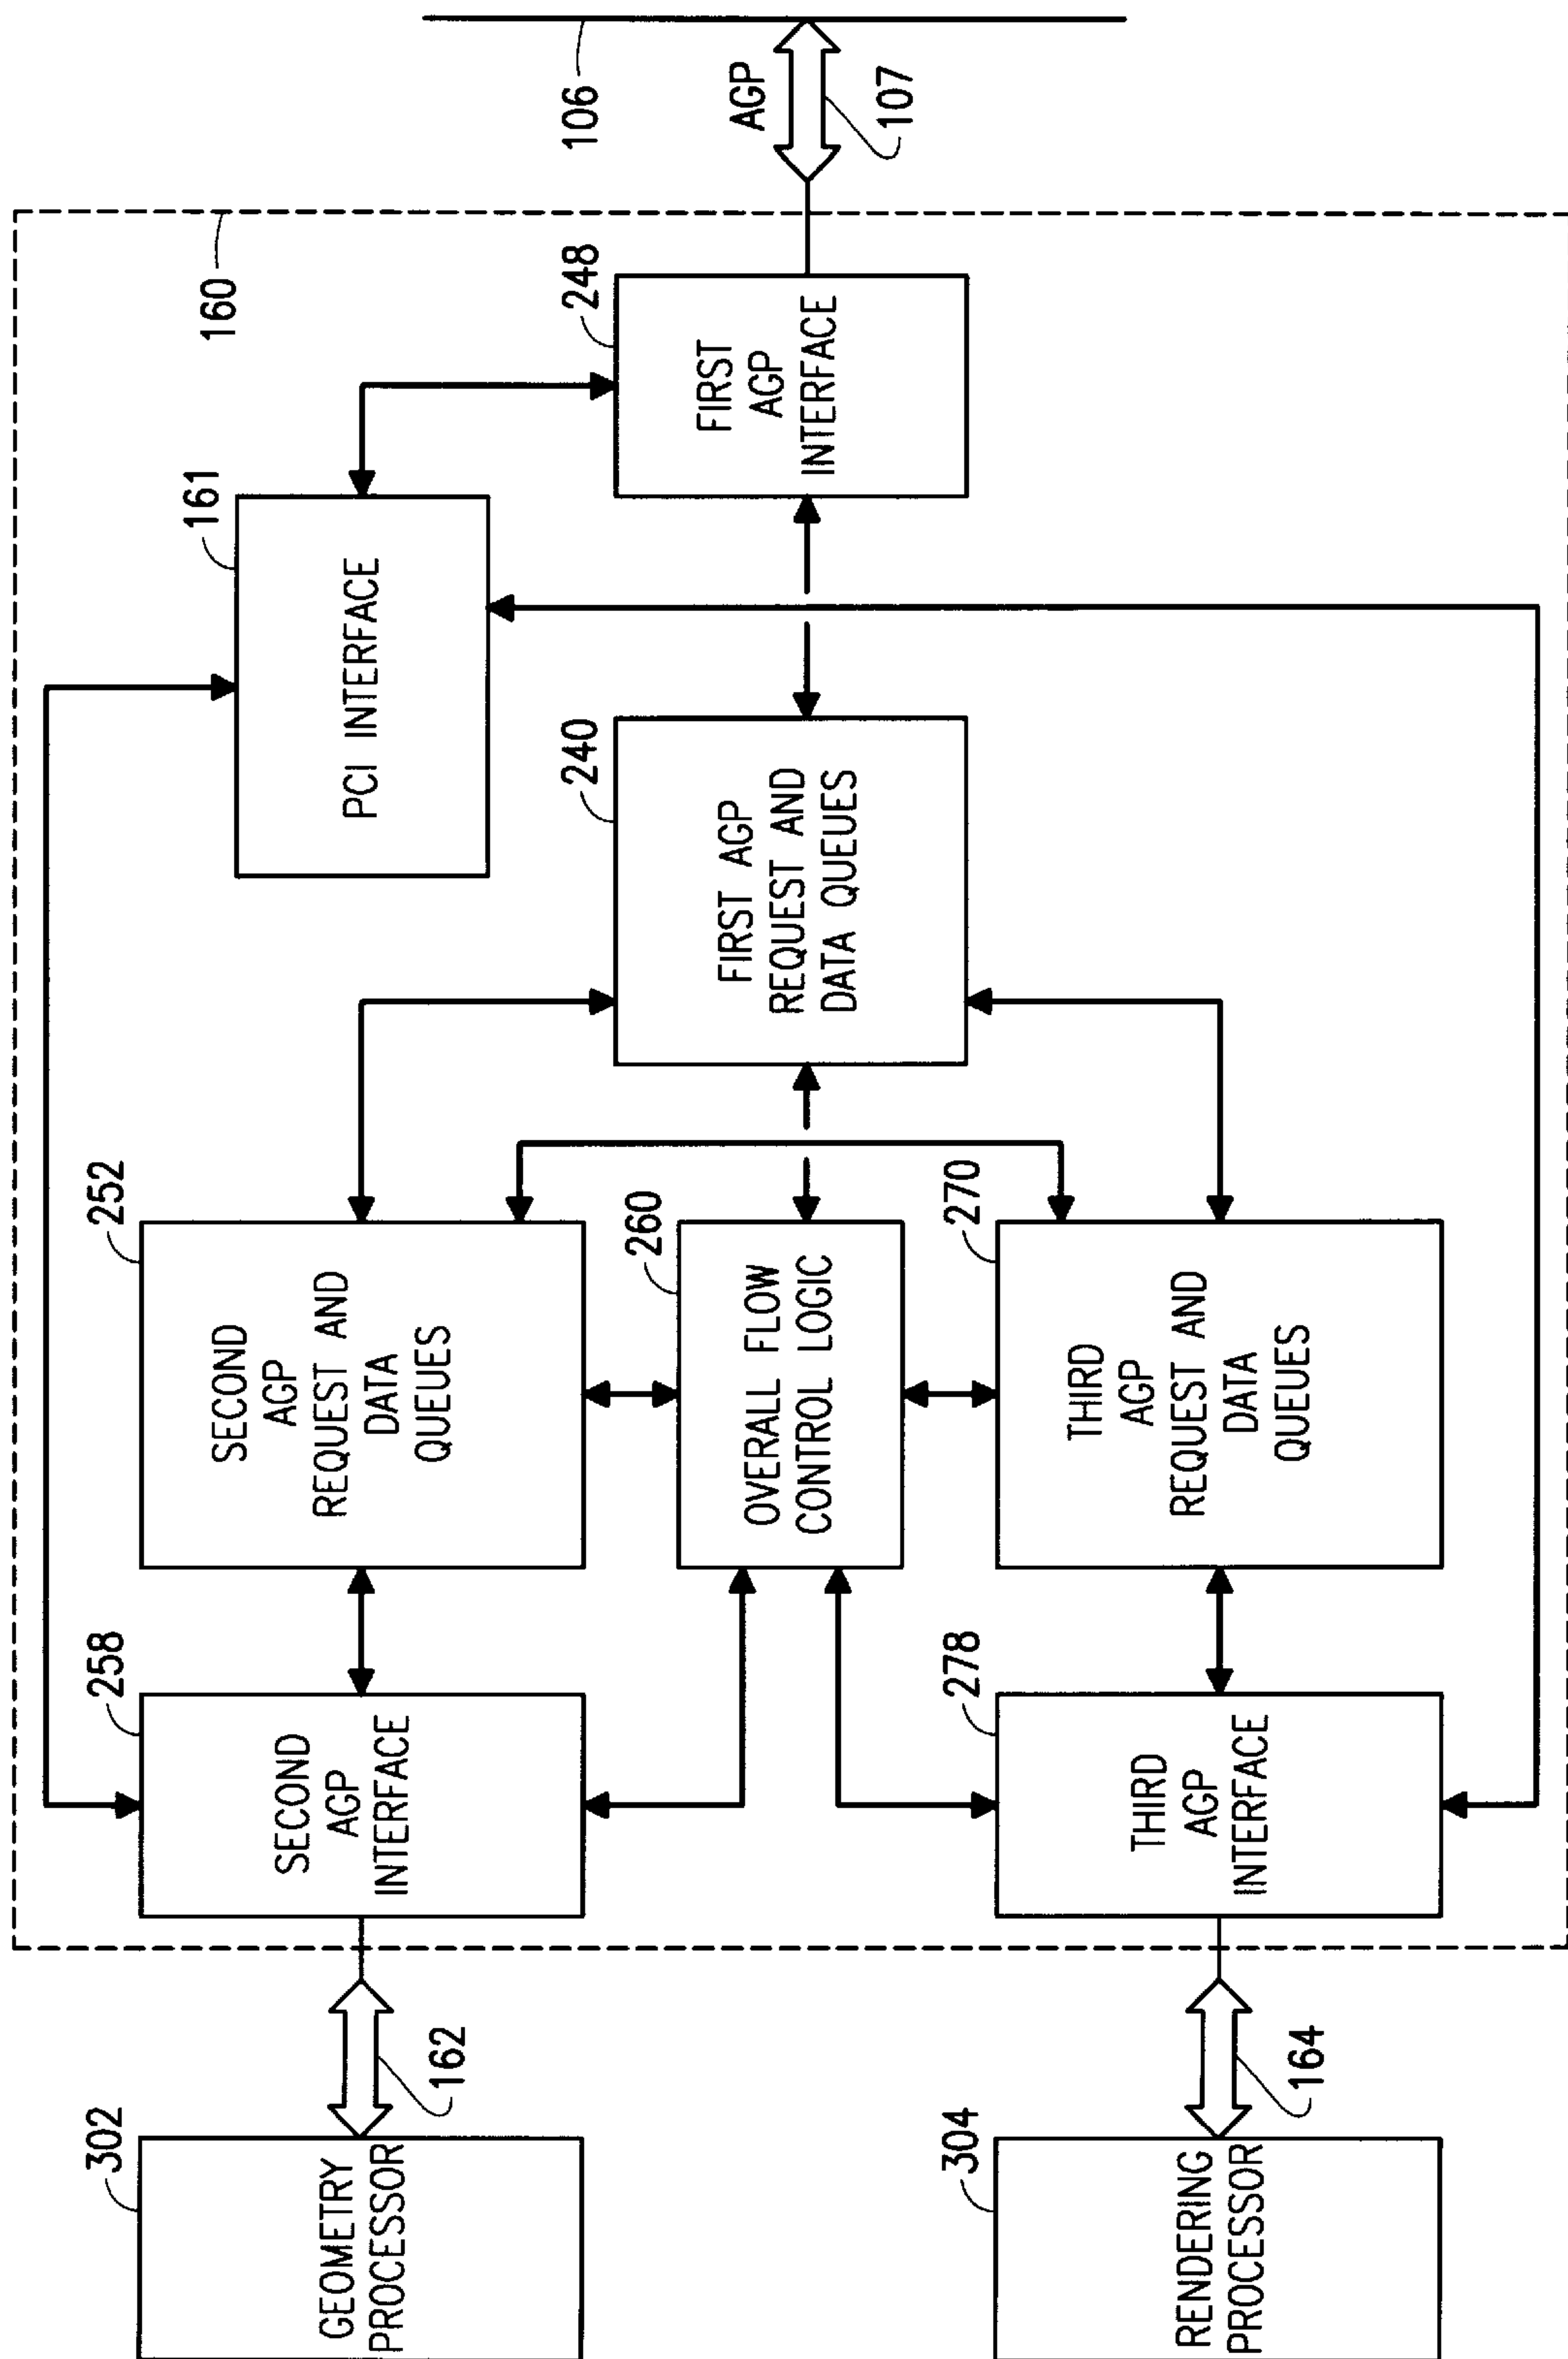 302
GEOMETRY
PROCESSOR
162
304
RENDERING
PROCESSOR
164
258
SECOND
AGP
INTERFACE
278
THIRD
AGP
INTERFACE
252
SECOND
AGP
REQUEST AND
DATA
QUEUES
260
OVERALL FLOW
CONTROL LOGIC
270
THIRD
AGP
REQUEST AND
DATA
QUEUES
240
FIRST AGP
REQUEST AND
DATA QUEUES
161
PCI INTERFACE
248
FIRST
AGP
INTERFACE
160
AGP
107
106